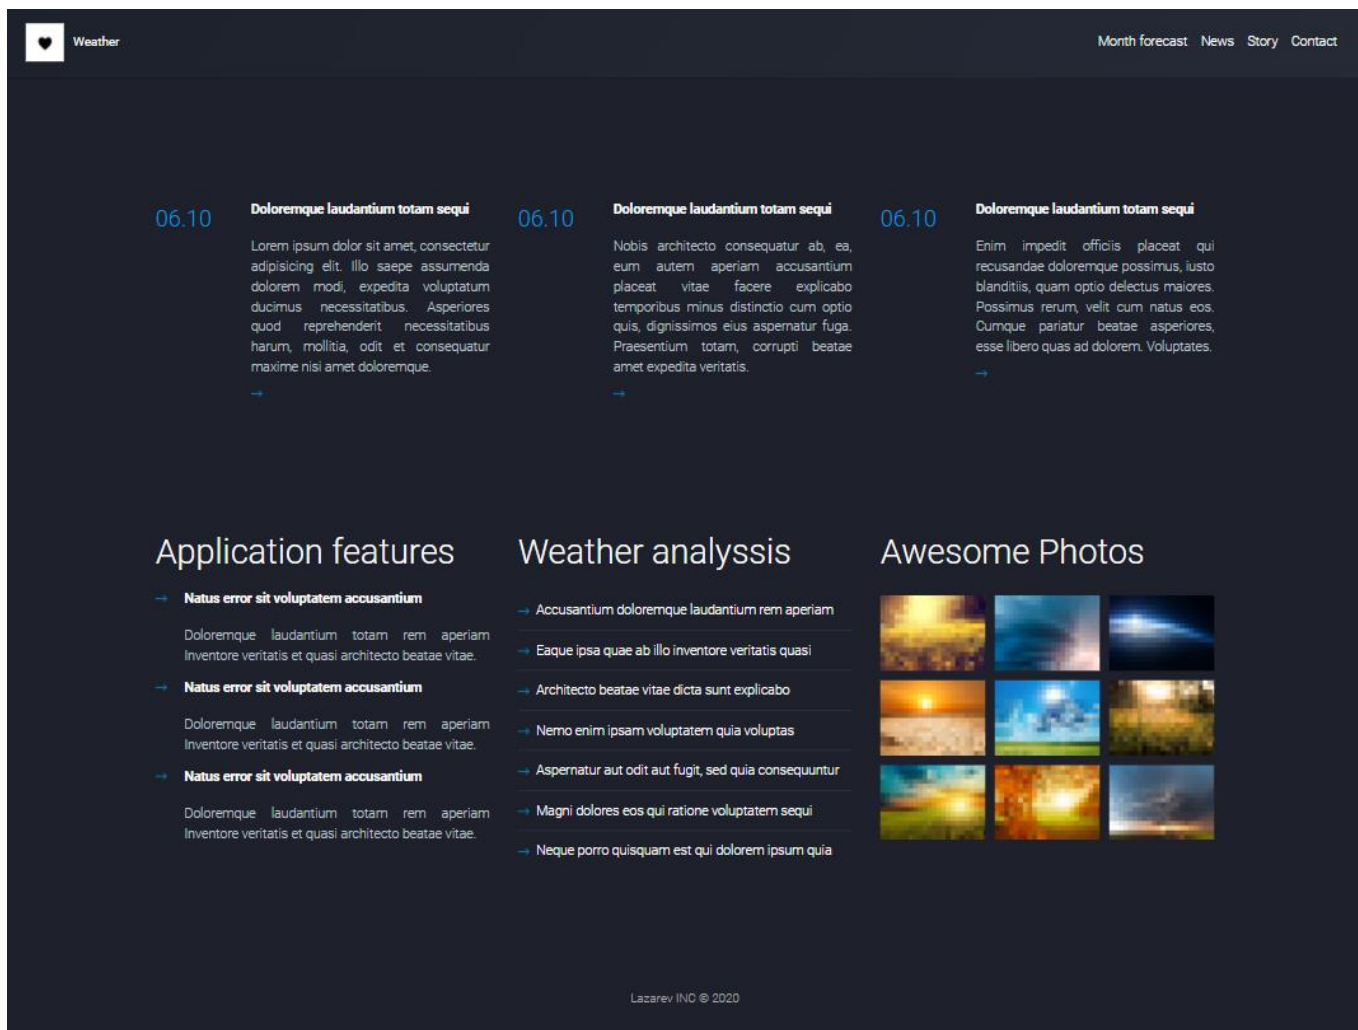 Weather
Month forecast News Story Contact
06.10
Doloremque laudantium totam sequi
Lorem ipsum dolor sit amet, consectetur
adipisicing elit. Illo saepe assumenda
dolorem modi, expedita voluptatum
ducimus necessitatibus. Asperiores
quod reprehenderit necessitatibus
harum, mollitia, odit et consequatur
maxime nisi amet doloremque.
→
06.10
Doloremque laudantium totam sequi
Nobis architecto consequatur ab, ea,
eum autem aperiam accusantium
placeat vitae facere explicabo
temporibus minus distinctio cum optio
quis, dignissimos eius aspernatur fuga.
Praesentium totam, corrupti beatae
amet expedita veritatis.
→
06.10
Doloremque laudantium totam sequi
Enim impedit officiis placeat qui
recusandae doloremque possimus, iusto
blanditiis, quam optio delectus maiores.
Possimus rerum, velit cum natus eos.
Cumque pariatur beatae asperiores,
esse libero quas ad dolorem. Voluptates.
→
Application features
→ Natus error sit voluptatem accusantium
Doloremque laudantium totam rem aperiam
Inventore veritatis et quasi architecto beatae vitae.
→ Natus error sit voluptatem accusantium
Doloremque laudantium totam rem aperiam
Inventore veritatis et quasi architecto beatae vitae.
→ Natus error sit voluptatem accusantium
Doloremque laudantium totam rem aperiam
Inventore veritatis et quasi architecto beatae vitae.
Weather analyssis
→ Accusantium doloremque laudantium rem aperiam
→ Eaque ipsa quae ab illo inventore veritatis quasi
→ Architecto beatae vitae dicta sunt explicabo
→ Nemo enim ipsam voluptatem quia voluptas
→ Aspernatur aut odit aut fugit, sed quia consequuntur
→ Magni dolores eos qui ratione voluptatem sequi
→ Neque porro quisquam est qui dolorem ipsum quia
Awesome Photos
Lazarev INC © 2020